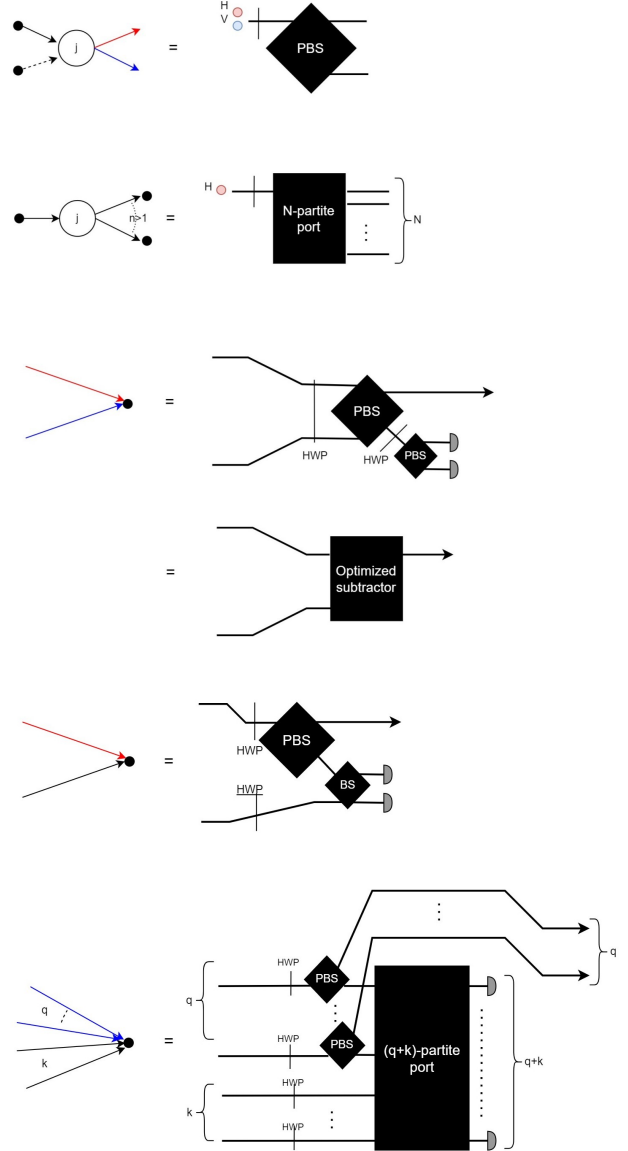 H
V
j
=
PBS
H
j
n>1
=
N-partite
port
N
=
PBS
HWP
HWP
PBS
=
Optimized
subtractor
=
HWP
PBS
HWP
BS
q
k
=
q
k
HWP
PBS
HWP
PBS
HWP
HWP
(q+k)-partite
port
q
q+k